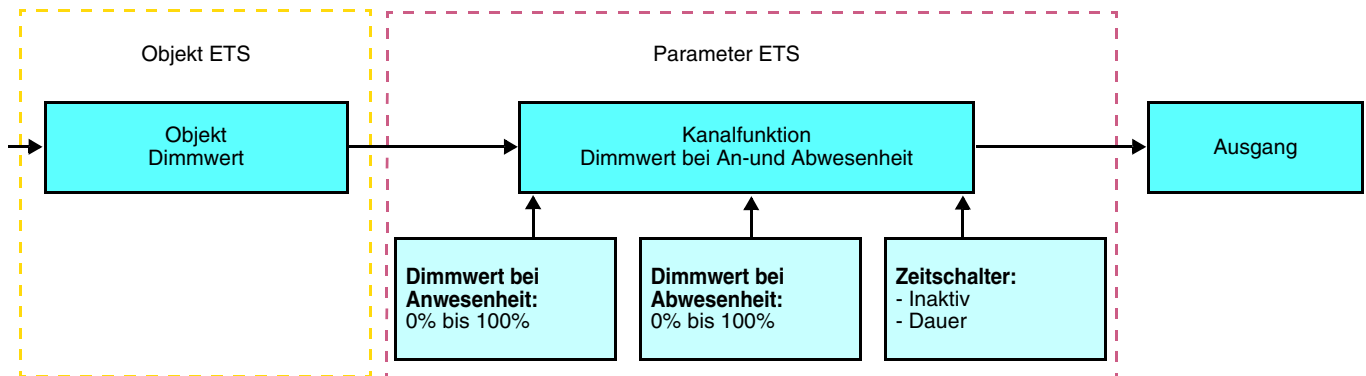 Objekt ETS
Parameter ETS
Objekt
Dimmwert
Kanalfunktion
Dimmwert bei An-und Abwesenheit
Ausgang
Dimmwert bei
Anwesenheit:
0% bis 100%
Dimmwert bei
Abwesenheit:
0% bis 100%
Zeitschalter:
- Inaktiv
- Dauer